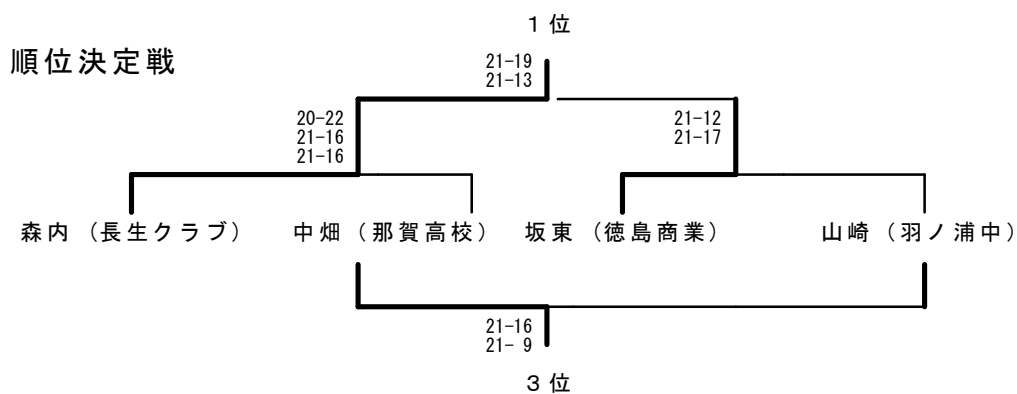 1位
順位決定戦
21-19
21-13
20-22
21-16
21-16
21-12
21-17
森内（長生クラブ）
中畑（那賀高校）
坂東（徳島商業）
山崎（羽ノ浦中）
21-16
21- 9
3位